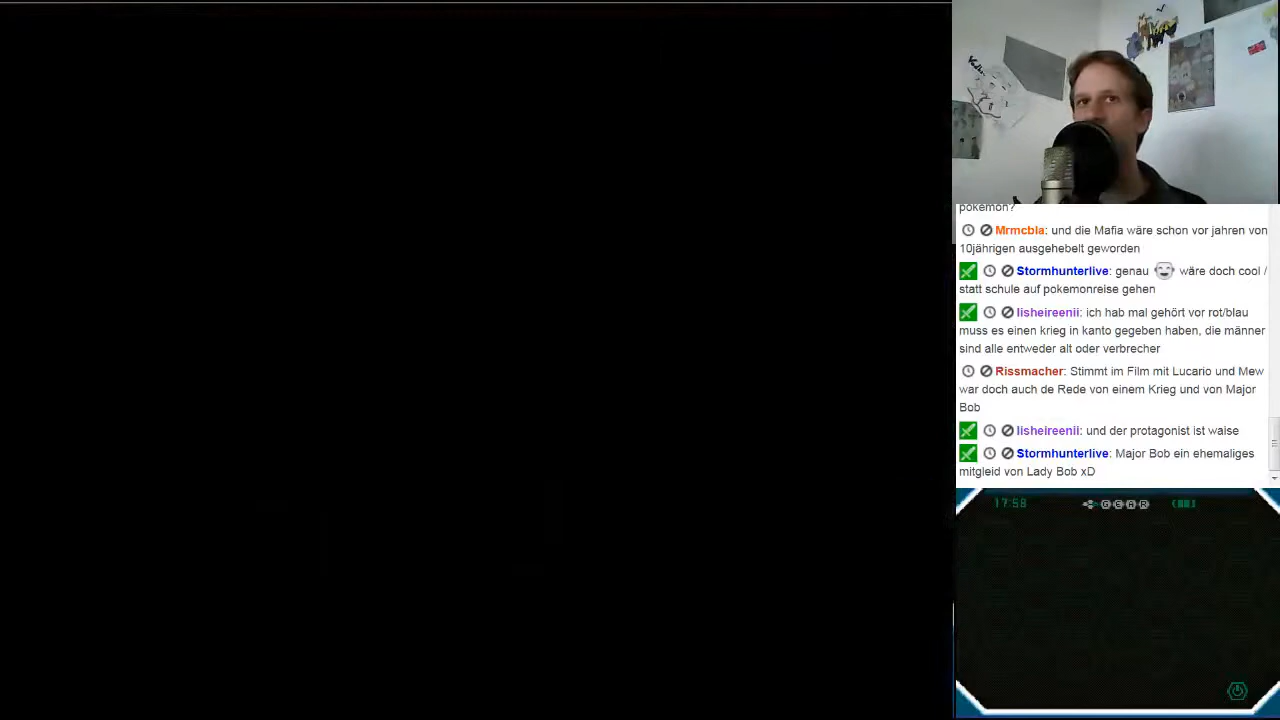 pokemon?
Mrmcbla: und die Mafia wäre schon vor jahren von
10jährigen ausgehebelt geworden
Stormhunterlive: genau wäre doch cool /
statt schule auf pokemonreise gehen
lisheireenii: ich hab mal gehört vor rot/blau
muss es einen krieg in kanto gegeben haben, die männer
sind alle entweder alt oder verbrecher
Rissmacher: Stimmt im Film mit Lucario und Mew
war doch auch de Rede von einem Krieg und von Major
Bob
lisheireenii: und der protagonist ist waise
Stormhunterlive: Major Bob ein ehemaliges
mitgleid von Lady Bob xD
17:58 GEAR